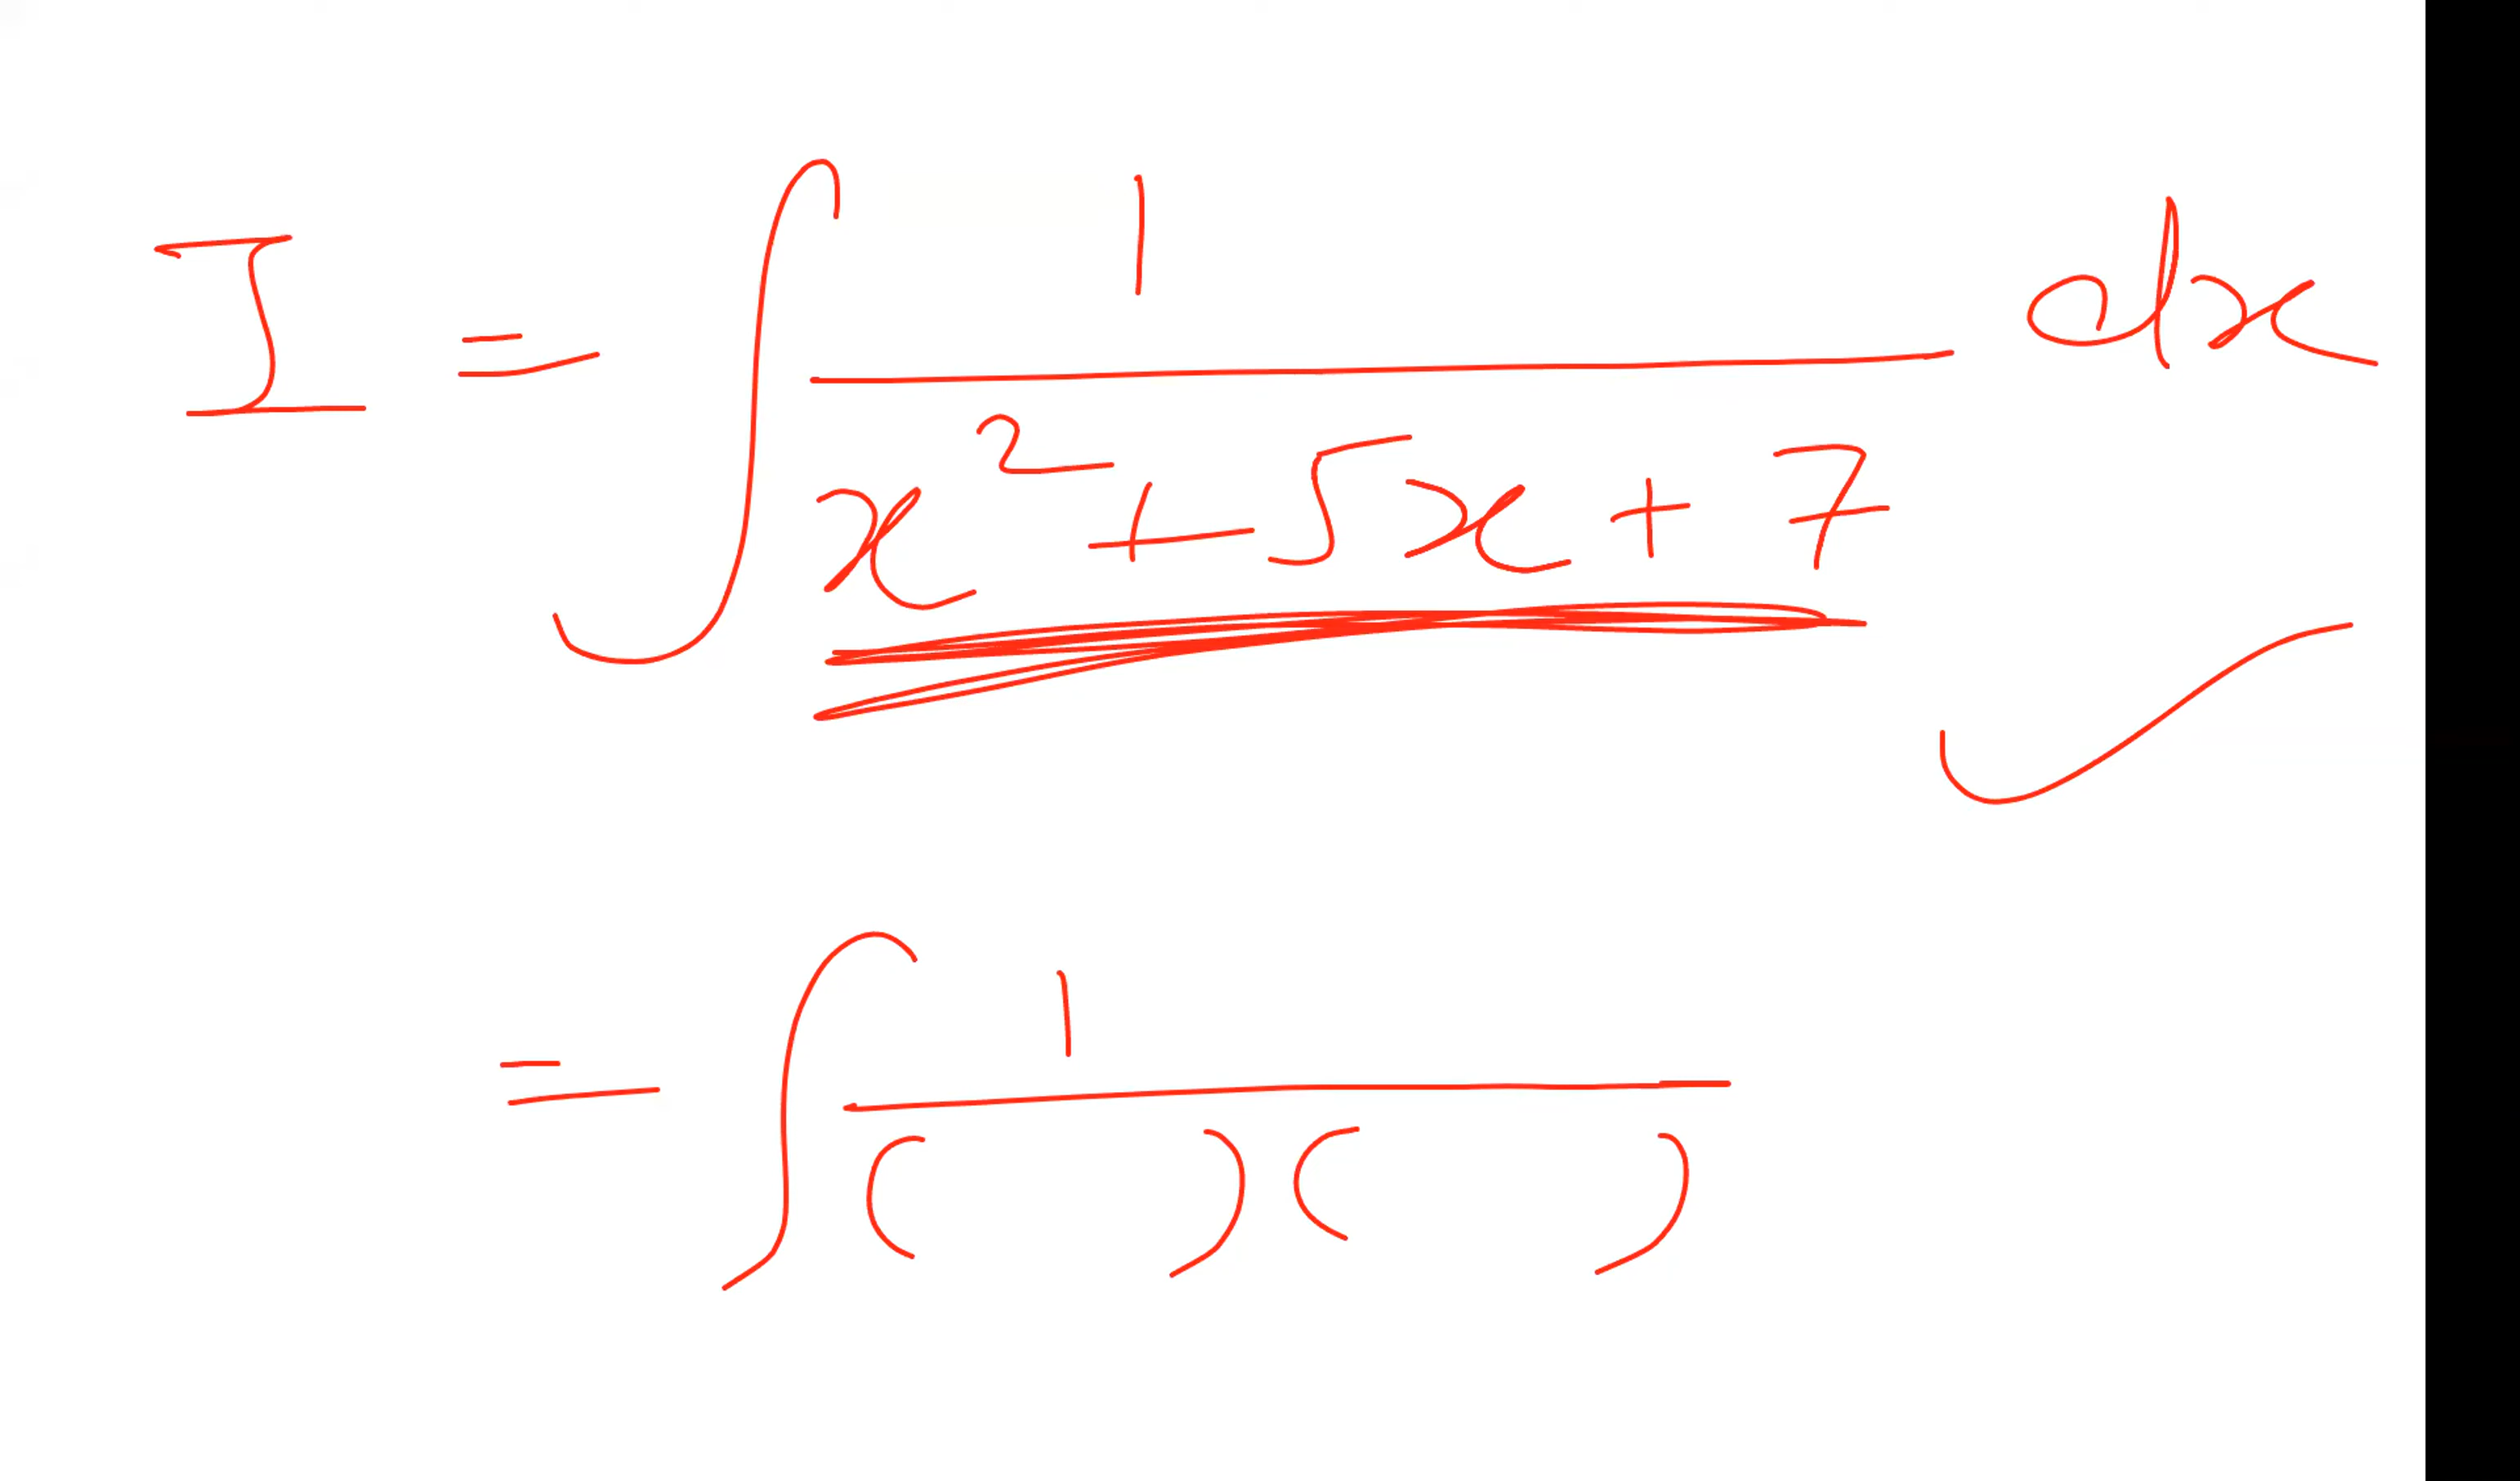 I = ∫ 1 / (x² + 5x + 7) dx
= ∫ 1 / ( ) ( )